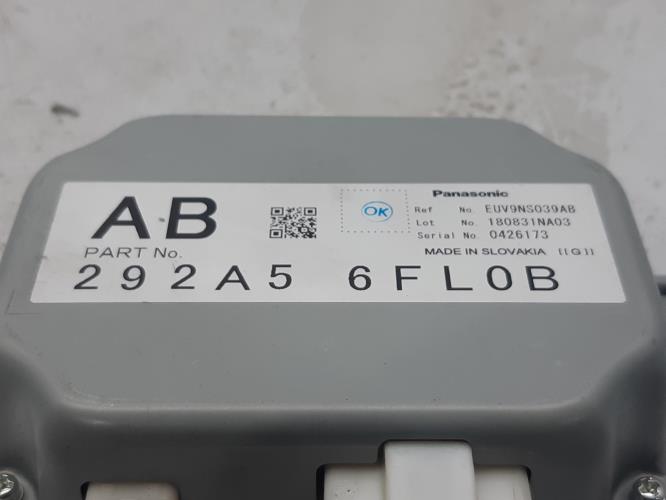 AB
PART No.
292A5 6FL0B
OK
Panasonic
Ref No. EUV9NS039AB
Lot No. 180831NA03
Serial No. 0426173
MADE IN SLOVAKIA [[G]]